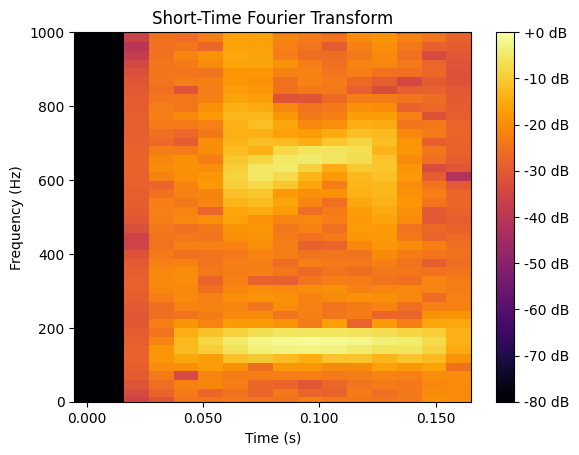 Short-Time Fourier Transform
Frequency (Hz)
1000
800
600
400
200
0
0.000
0.050
0.100
0.150
Time (s)
+0 dB
-10 dB
-20 dB
-30 dB
-40 dB
-50 dB
-60 dB
-70 dB
-80 dB